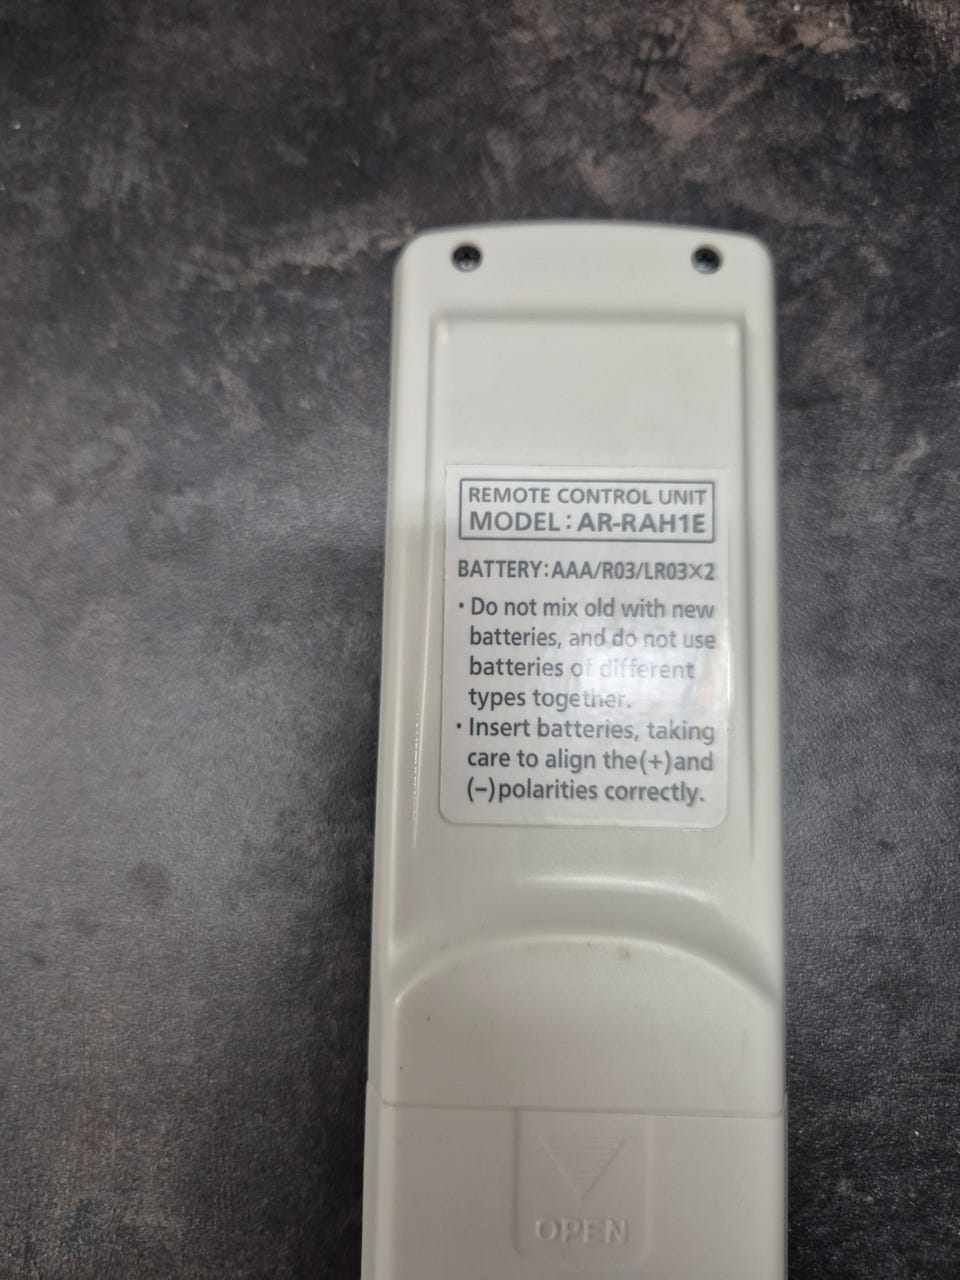 REMOTE CONTROL UNIT
MODEL: AR-RAH1E
BATTERY:AAA/R03/LR03×2
・Do not mix old with new
batteries, and do not use
batteries of different
types together.
・Insert batteries, taking
care to align the(+)and
(−)polarities correctly.
OPEN